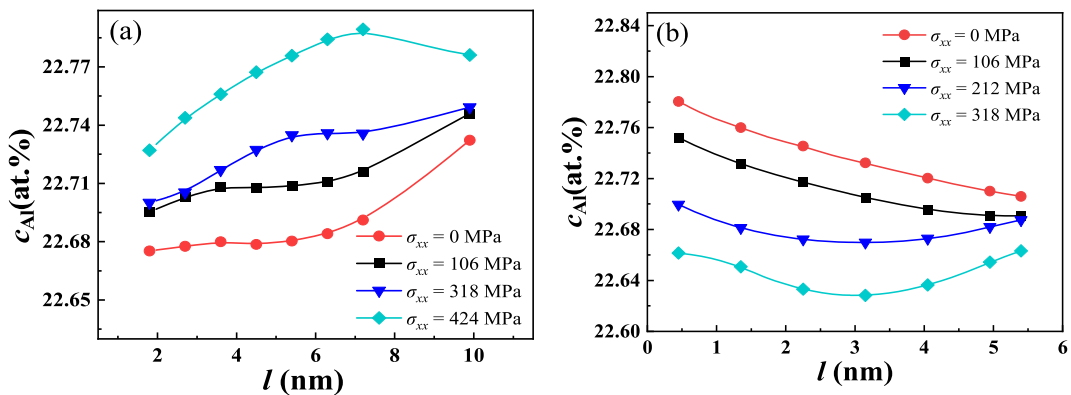 (a)
22.77
22.74
22.71
22.68
22.65
c_Al(at.%)
σ_xx = 0 MPa
σ_xx = 106 MPa
σ_xx = 318 MPa
σ_xx = 424 MPa
2 4 6 8 10
l (nm)
(b)
22.84
22.80
22.76
22.72
22.68
22.64
22.60
c_Al(at.%)
σ_xx = 0 MPa
σ_xx = 106 MPa
σ_xx = 212 MPa
σ_xx = 318 MPa
0 1 2 3 4 5 6
l (nm)